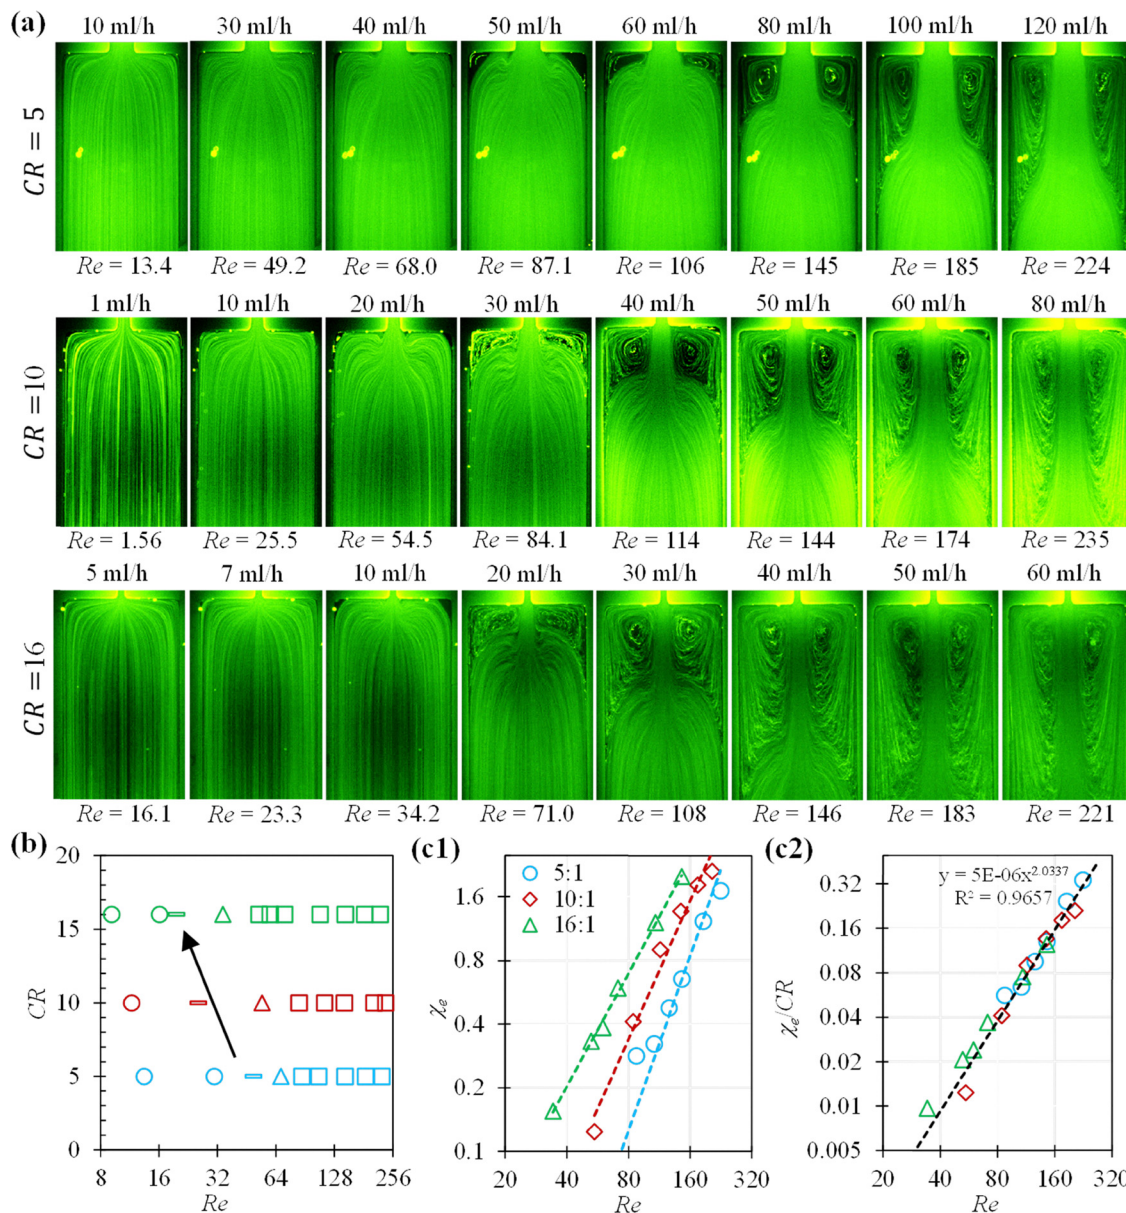 (a)
10 ml/h 30 ml/h 40 ml/h 50 ml/h 60 ml/h 80 ml/h 100 ml/h 120 ml/h
CR = 5
Re = 13.4 Re = 49.2 Re = 68.0 Re = 87.1 Re = 106 Re = 145 Re = 185 Re = 224
1 ml/h 10 ml/h 20 ml/h 30 ml/h 40 ml/h 50 ml/h 60 ml/h 80 ml/h
CR = 10
Re = 1.56 Re = 25.5 Re = 54.5 Re = 84.1 Re = 114 Re = 144 Re = 174 Re = 235
5 ml/h 7 ml/h 10 ml/h 20 ml/h 30 ml/h 40 ml/h 50 ml/h 60 ml/h
CR = 16
Re = 16.1 Re = 23.3 Re = 34.2 Re = 71.0 Re = 108 Re = 146 Re = 183 Re = 221
(b)
20
15
10
5
0
CR
8 16 32 64 128 256
Re
(c1)
5:1
10:1
16:1
1.6
0.8
0.4
0.2
0.1
χe
20 40 80 160 320
Re
(c2)
y = 5E-06x^2.0337
R² = 0.9657
0.32
0.16
0.08
0.04
0.02
0.01
0.005
χe/CR
20 40 80 160 320
Re